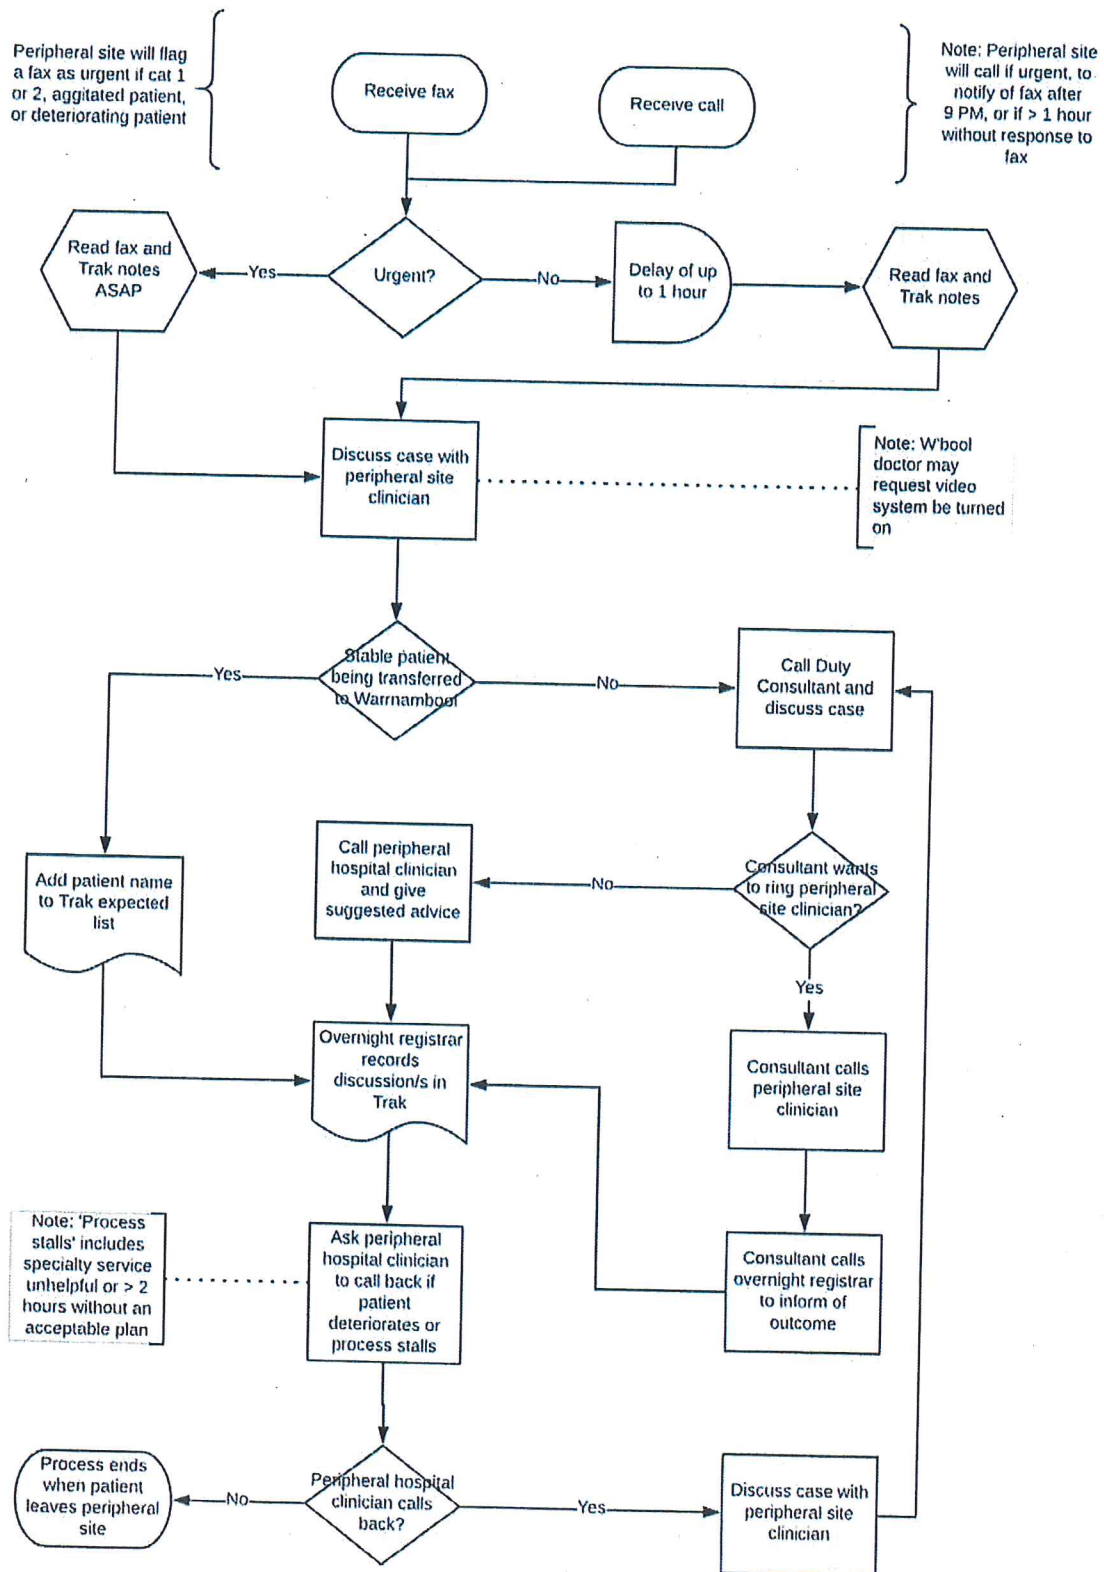 Peripheral site will flag
a fax as urgent if cat 1
or 2, aggitated patient,
or deteriorating patient
Receive fax
Receive call
Note: Peripheral site
will call if urgent, to
notify of fax after
9 PM, or if > 1 hour
without response to
fax
Read fax and
Trak notes
ASAP
Yes
Urgent?
No
Delay of up
to 1 hour
Read fax and
Trak notes
Discuss case with
peripheral site
clinician
Note: W'bool
doctor may
request video
system be turned
on
Yes
Stable patient
being transferred
to Warrnambool
No
Call Duty
Consultant and
discuss case
Add patient name
to Trak expected
list
Call peripheral
hospital clinician
and give
suggested advice
No
Consultant wants
to ring peripheral
site clinician?
Yes
Overnight registrar
records
discussion/s in
Trak
Consultant calls
peripheral site
clinician
Note: 'Process
stalls' includes
specialty service
unhelpful or > 2
hours without an
acceptable plan
Ask peripheral
hospital clinician
to call back if
patient
deteriorates or
process stalls
Consultant calls
overnight registrar
to inform of
outcome
Process ends
when patient
leaves peripheral
site
No
Peripheral hospital
clinician calls
back?
Yes
Discuss case with
peripheral site
clinician